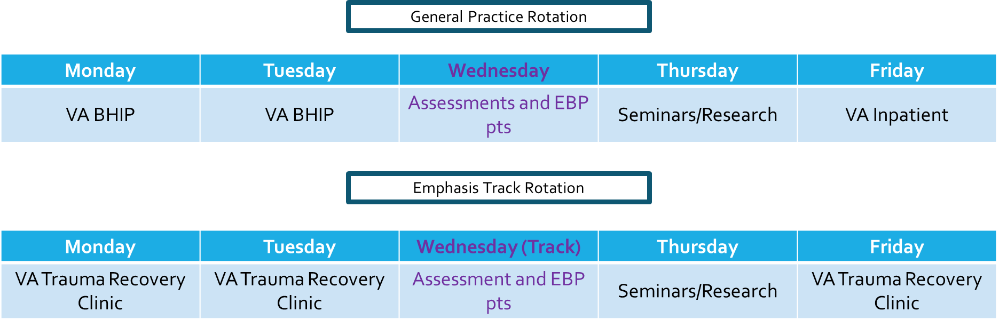 General Practice Rotation
Monday Tuesday Wednesday Thursday Friday
VA BHIP VA BHIP Assessments and EBP pts Seminars/Research VA Inpatient
Emphasis Track Rotation
Monday Tuesday Wednesday (Track) Thursday Friday
VA Trauma Recovery Clinic VA Trauma Recovery Clinic Assessment and EBP pts Seminars/Research VA Trauma Recovery Clinic